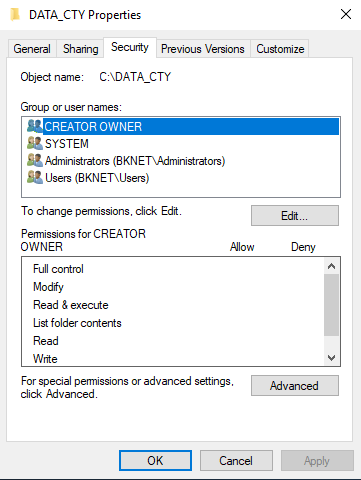 DATA_CTY Properties
General Sharing Security Previous Versions Customize
Object name: C:\DATA_CTY
Group or user names:
CREATOR OWNER
SYSTEM
Administrators (BKNET\Administrators)
Users (BKNET\Users)
To change permissions, click Edit.
Edit...
Permissions for CREATOR
OWNER Allow Deny
Full control
Modify
Read & execute
List folder contents
Read
Write
For special permissions or advanced settings,
click Advanced.
Advanced
OK Cancel Apply